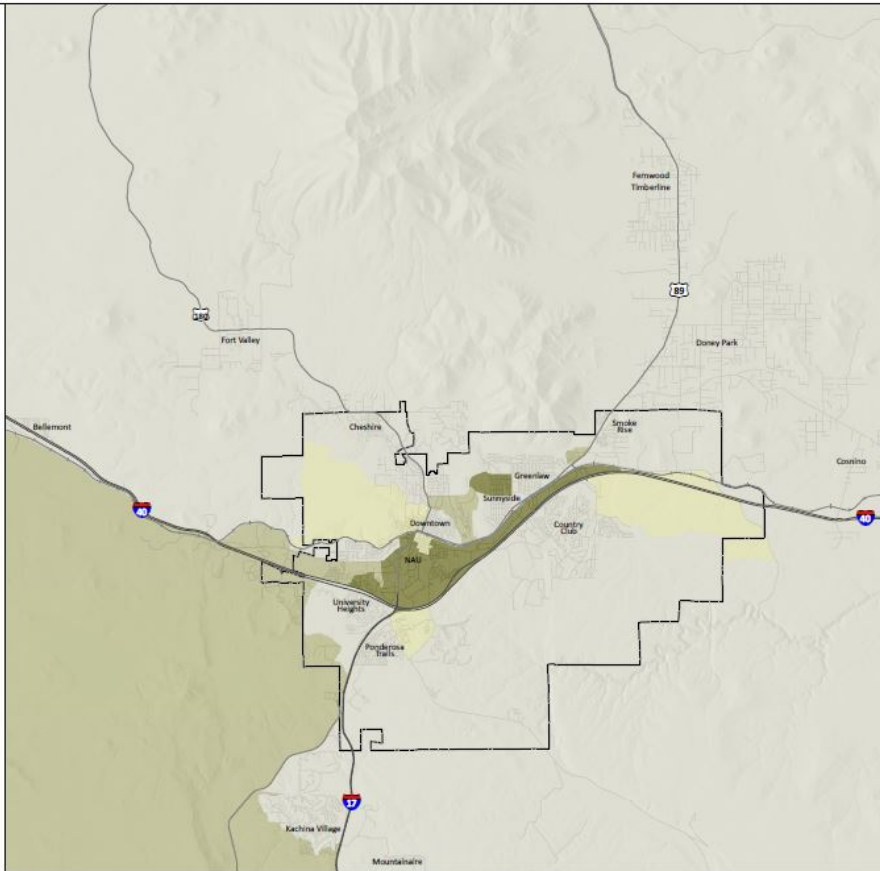 Fernwood
Timberline
89
180
Fort Valley
Doney Park
Bellemont
Cheshire
Smoke
Rise
Cosnino
Greenlaw
Sunnyside
40
40
Downtown
Country
Club
NAU
University
Heights
Ponderosa
Trails
17
Kachina Village
Mountainaire